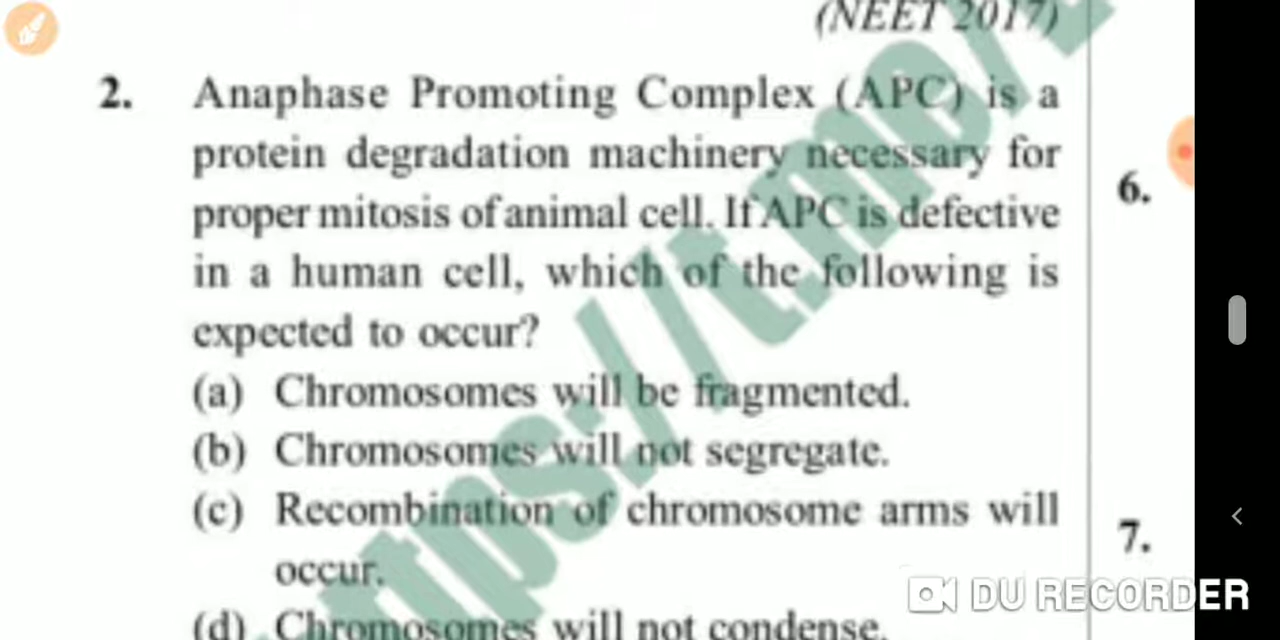 (NEET 2017)
2. Anaphase Promoting Complex (APC) is a
protein degradation machinery necessary for
proper mitosis of animal cell. If APC is defective
in a human cell, which of the following is
expected to occur?
(a) Chromosomes will be fragmented.
(b) Chromosomes will not segregate.
(c) Recombination of chromosome arms will
occur.
(d) Chromosomes will not condense.
6.
7.
ttps://t.me/
DU RECORDER